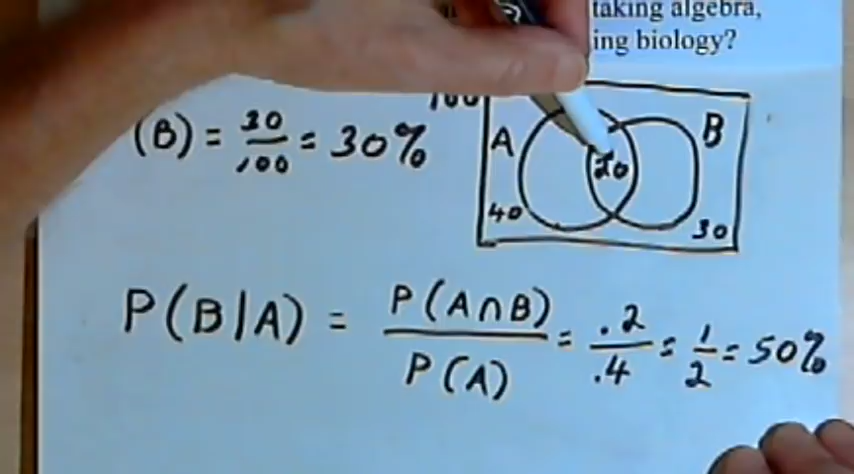 taking algebra,
ing biology?
100
(B) = 30/100 = 30%
A
B
20
40
30
P(B|A) = P(A∩B)/P(A) = .2/.4 = 1/2 = 50%